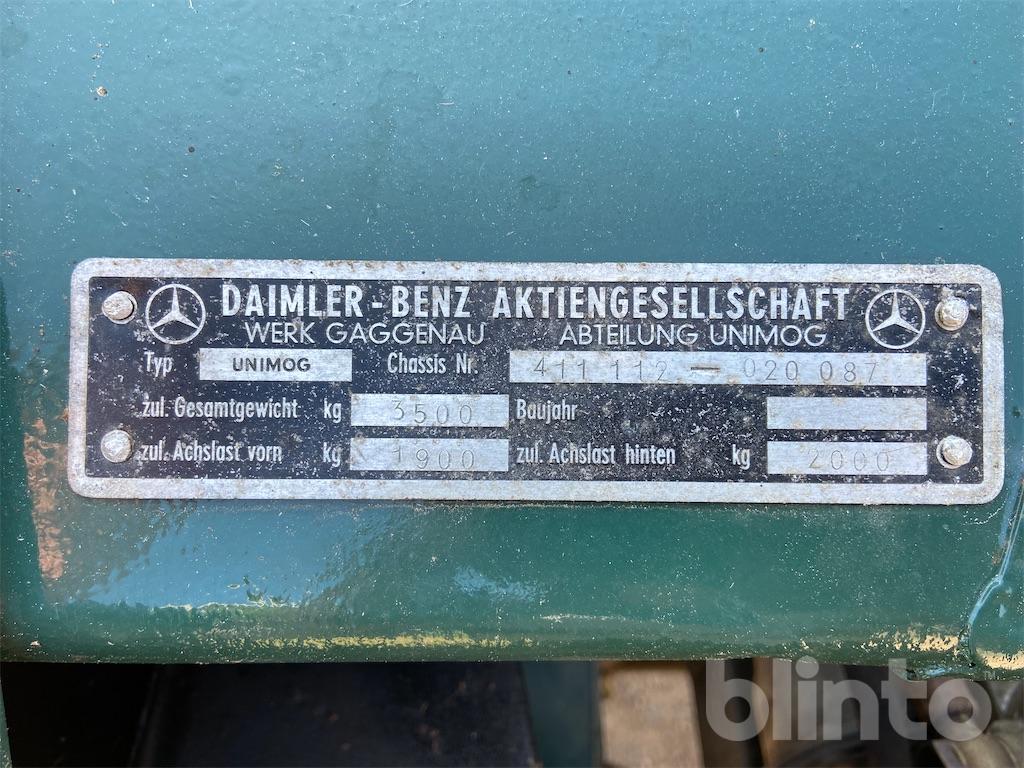 DAIMLER-BENZ AKTIENGESELLSCHAFT
WERK GAGGENAU ABTEILUNG UNIMOG
Typ UNIMOG Chassis Nr. 411 112 - 020 087
zul. Gesamtgewicht kg 3500 Baujahr
zul. Achslast vorn kg 1900 zul. Achslast hinten kg 2000
blinto